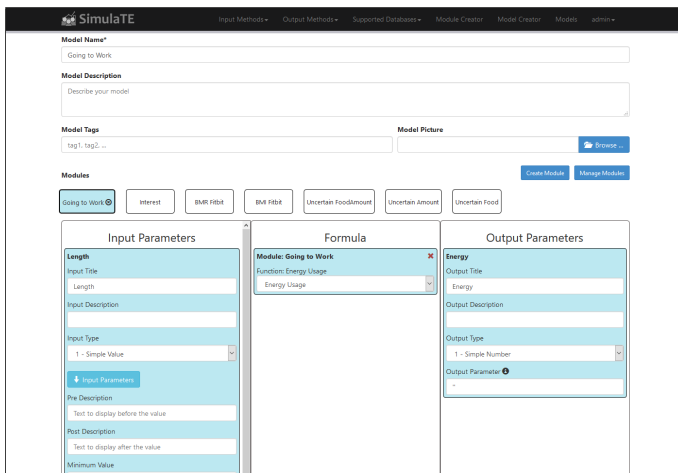 SimulaTE Input Methods Output Methods Supported Databases Module Creator Model Creator Models admin
Model Name*
Going to Work
Model Description
Describe your model
Model Tags Model Picture
tag1, tag2, ... Browse ...
Modules Create Module Manage Modules
Going to Work Interest BMR Fitbit BMI Fitbit Uncertain FoodAmount Uncertain Amount Uncertain Food
Input Parameters Formula Output Parameters
Length Module: Going to Work Energy
Input Title Function: Energy Usage Output Title
Length Energy Usage Energy
Input Description Output Description
Input Type Output Type
1 - Simple Value 1 - Simple Number
Input Parameters Output Parameter
Pre Description
Text to display before the value
Post Description
Text to display after the value
Minimum Value